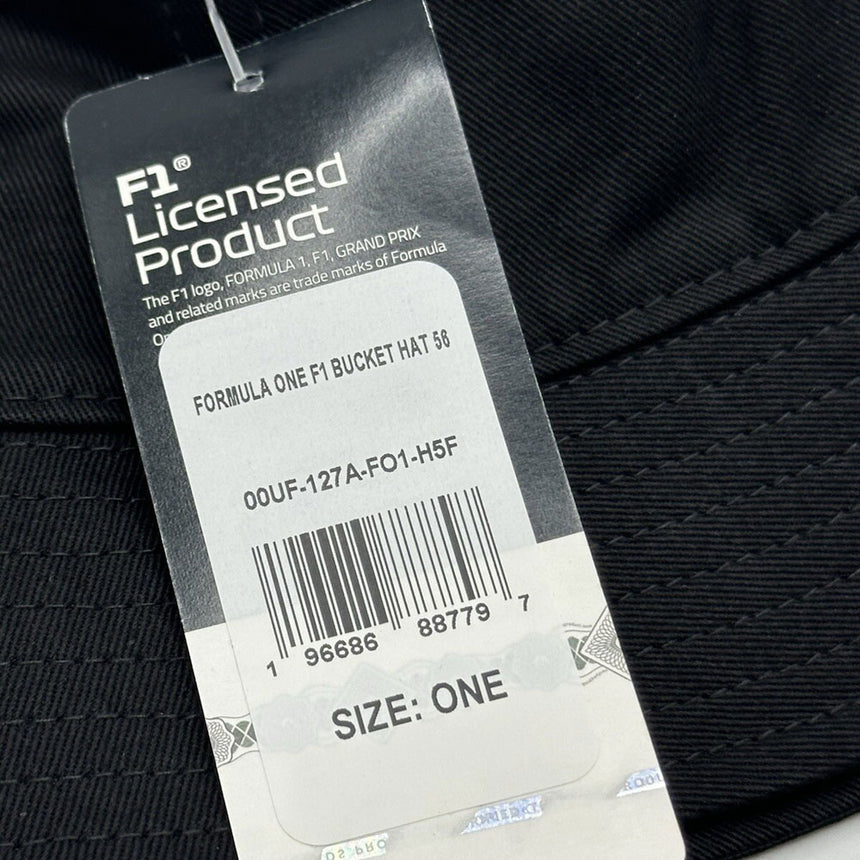 F1®
Licensed
Product
The F1 logo, FORMULA 1, F1, GRAND PRIX
and related marks are trade marks of Formula
FORMULA ONE F1 BUCKET HAT 56
00UF-127A-FO1-H5F
1 96686 88779 7
SIZE: ONE